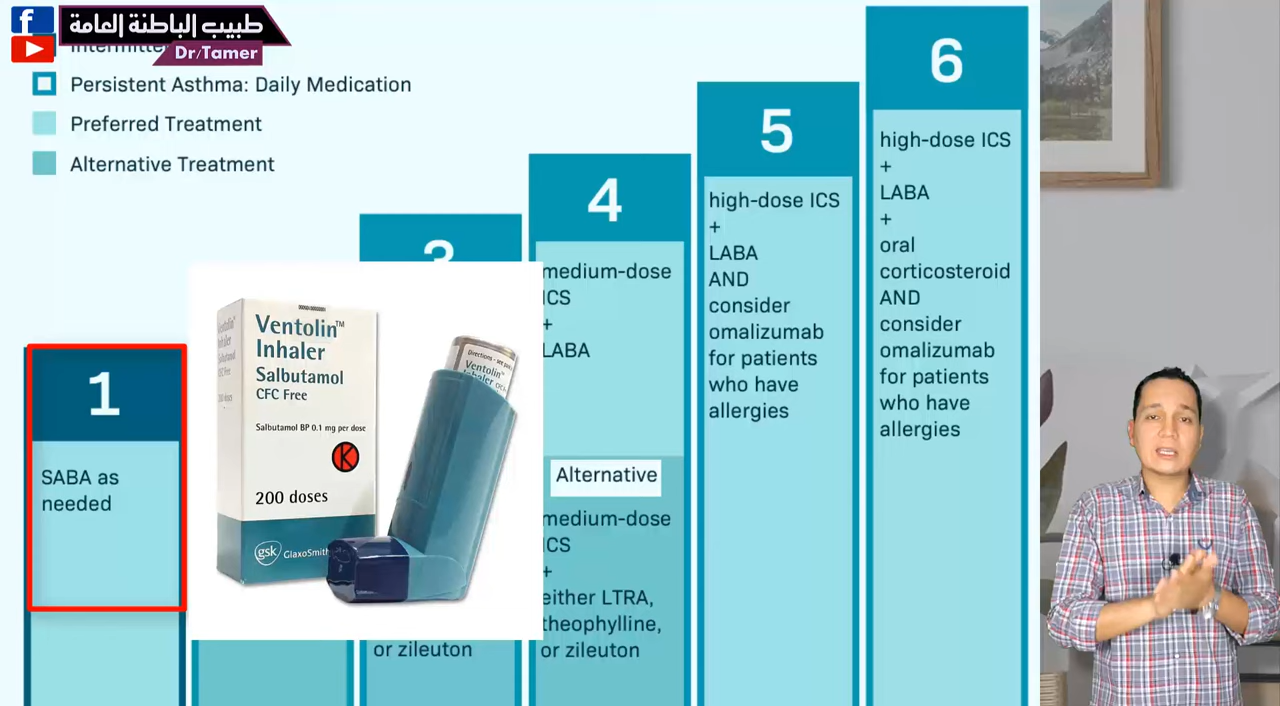 طبيب الباطنة العامة
Dr/Tamer
Persistent Asthma: Daily Medication
Preferred Treatment
Alternative Treatment
1
SABA as
needed
Ventolin™
Inhaler
Salbutamol
CFC Free
Salbutamol BP 0.1 mg per dose
K
200 doses
gsk
Ventolin
3
or zileuton
4
medium-dose
ICS
+
LABA
Alternative
medium-dose
ICS
+
either LTRA,
theophylline,
or zileuton
5
high-dose ICS
+
LABA
AND
consider
omalizumab
for patients
who have
allergies
6
high-dose ICS
+
LABA
+
oral
corticosteroid
AND
consider
omalizumab
for patients
who have
allergies